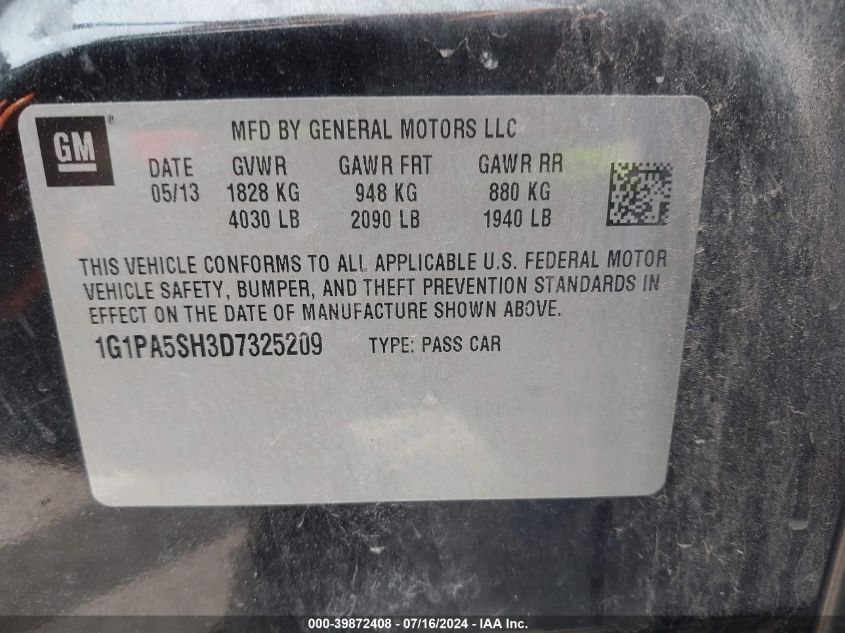 GM®
MFD BY GENERAL MOTORS LLC
DATE GVWR GAWR FRT GAWR RR
05/13 1828 KG 948 KG 880 KG
4030 LB 2090 LB 1940 LB
THIS VEHICLE CONFORMS TO ALL APPLICABLE U.S. FEDERAL MOTOR
VEHICLE SAFETY, BUMPER, AND THEFT PREVENTION STANDARDS IN
EFFECT ON THE DATE OF MANUFACTURE SHOWN ABOVE.
1G1PA5SH3D7325209 TYPE: PASS CAR
000-39872408 - 07/16/2024 - IAA Inc.